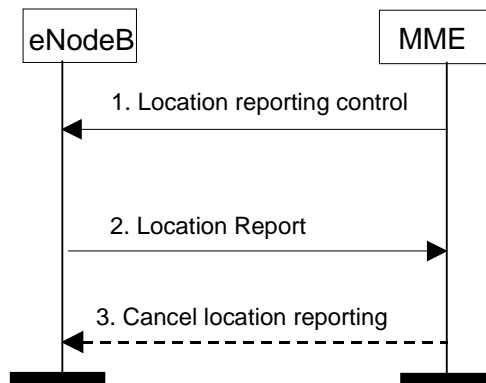 eNodeB
MME
1. Location reporting control
2. Location Report
3. Cancel location reporting